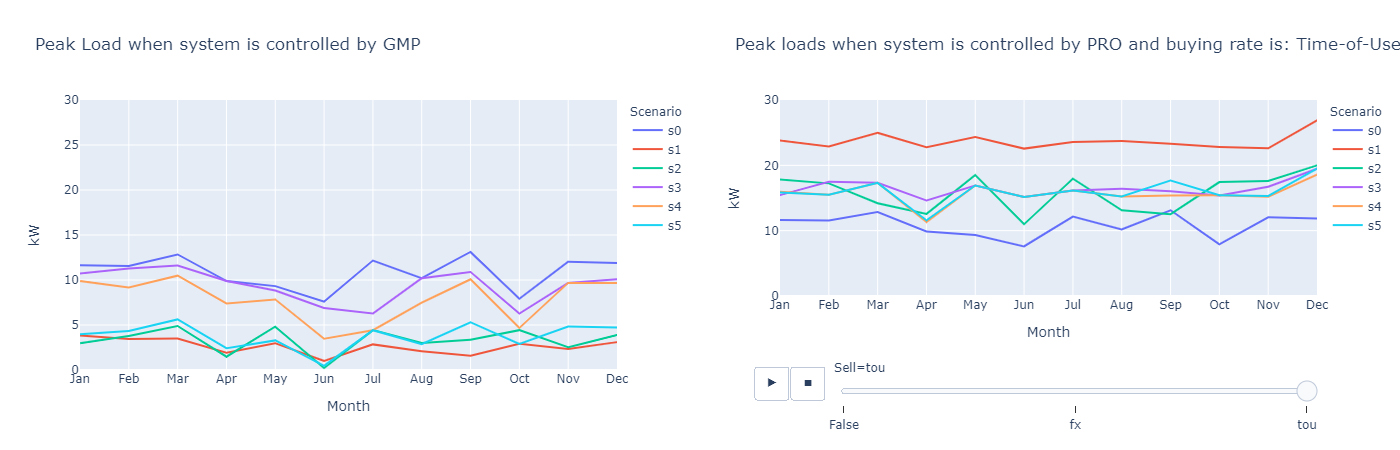 Peak Load when system is controlled by GMP
30
25
20
15
10
5
0
kW
Jan Feb Mar Apr May Jun Jul Aug Sep Oct Nov Dec
Month
Scenario
s0
s1
s2
s3
s4
s5
Peak loads when system is controlled by PRO and buying rate is: Time-of-Use
30
20
10
0
kW
Jan Feb Mar Apr May Jun Jul Aug Sep Oct Nov Dec
Month
Scenario
s0
s1
s2
s3
s4
s5
Sell=tou
False fx tou